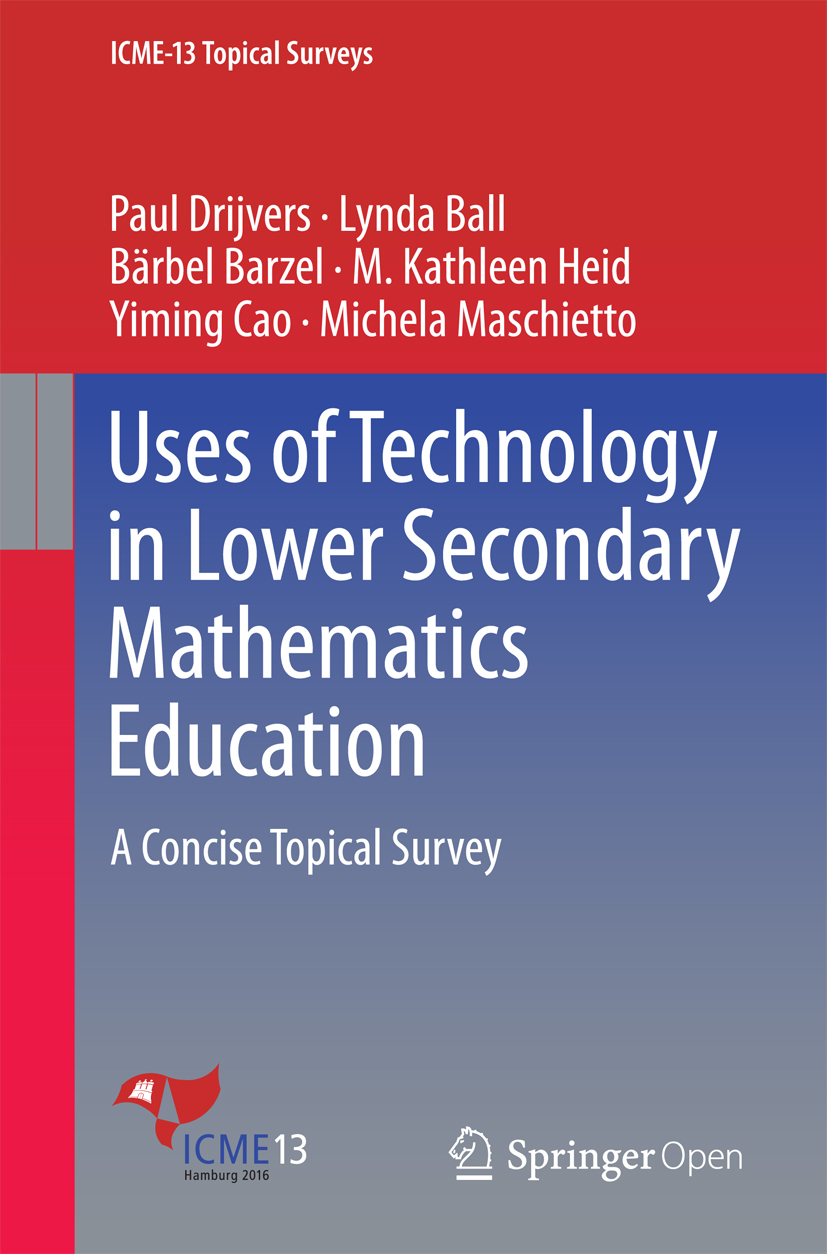 ICME-13 Topical Surveys
Paul Drijvers · Lynda Ball
Bärbel Barzel · M. Kathleen Heid
Yiming Cao · Michela Maschietto
Uses of Technology
in Lower Secondary
Mathematics
Education
A Concise Topical Survey
ICME13
Hamburg 2016
Springer Open